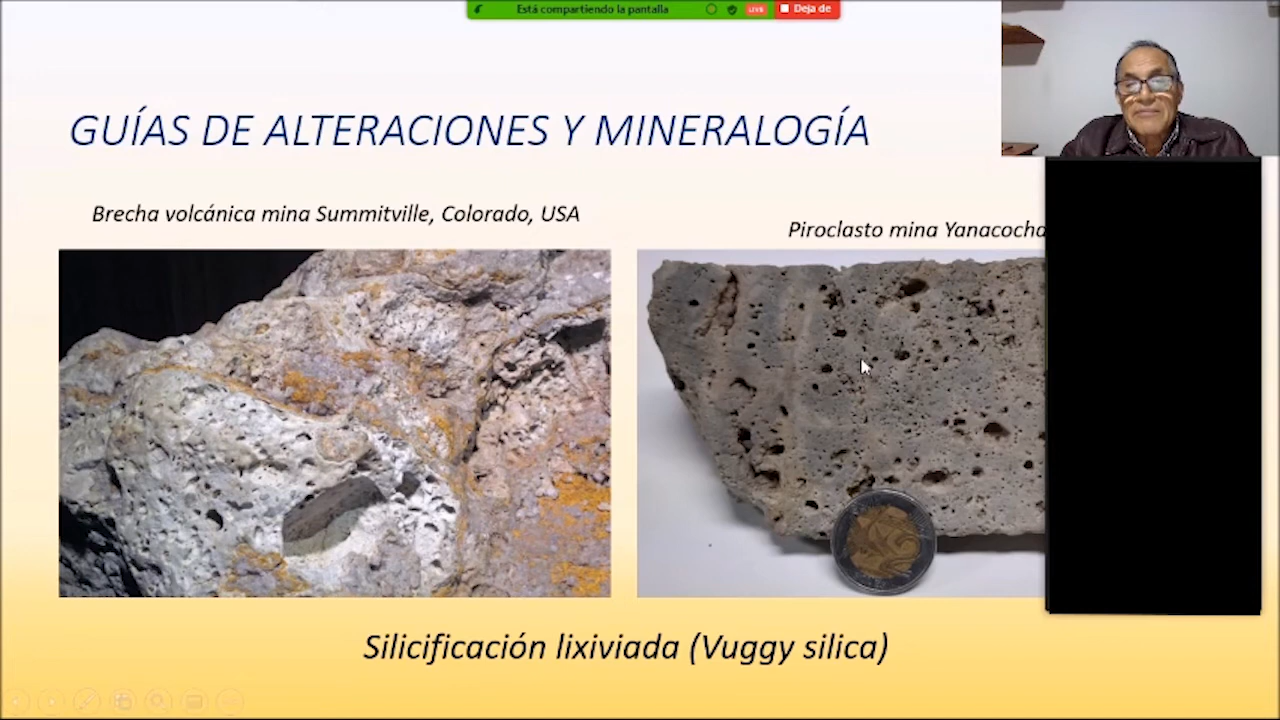 Está compartiendo la pantalla
LIVE
Deja de
GUÍAS DE ALTERACIONES Y MINERALOGÍA
Brecha volcánica mina Summitville, Colorado, USA
Piroclasto mina Yanacocha
Silicificación lixiviada (Vuggy silica)